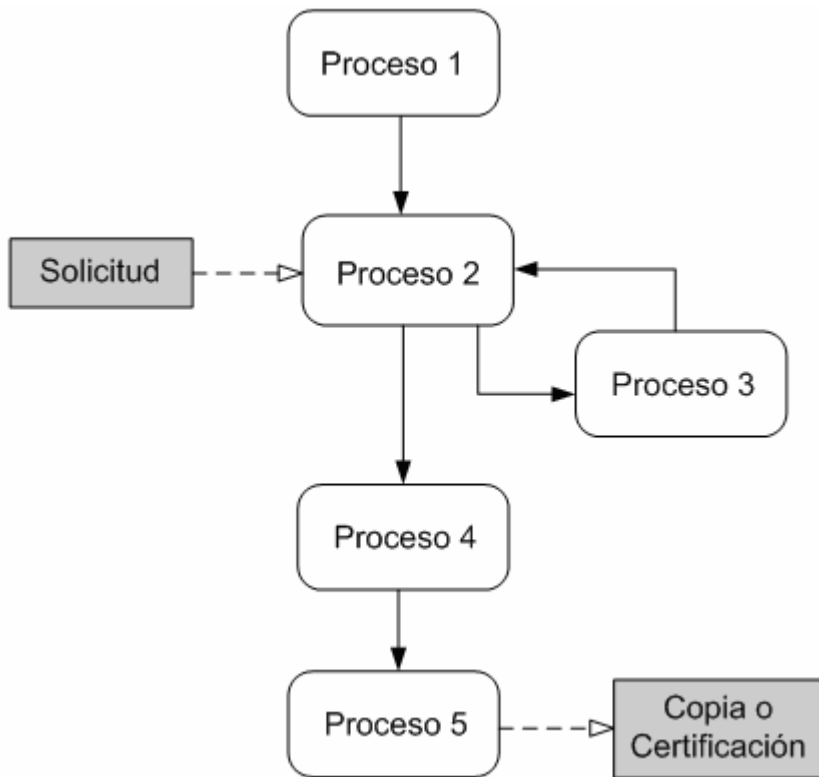 Proceso 1
Solicitud
Proceso 2
Proceso 3
Proceso 4
Proceso 5
Copia o
Certificación